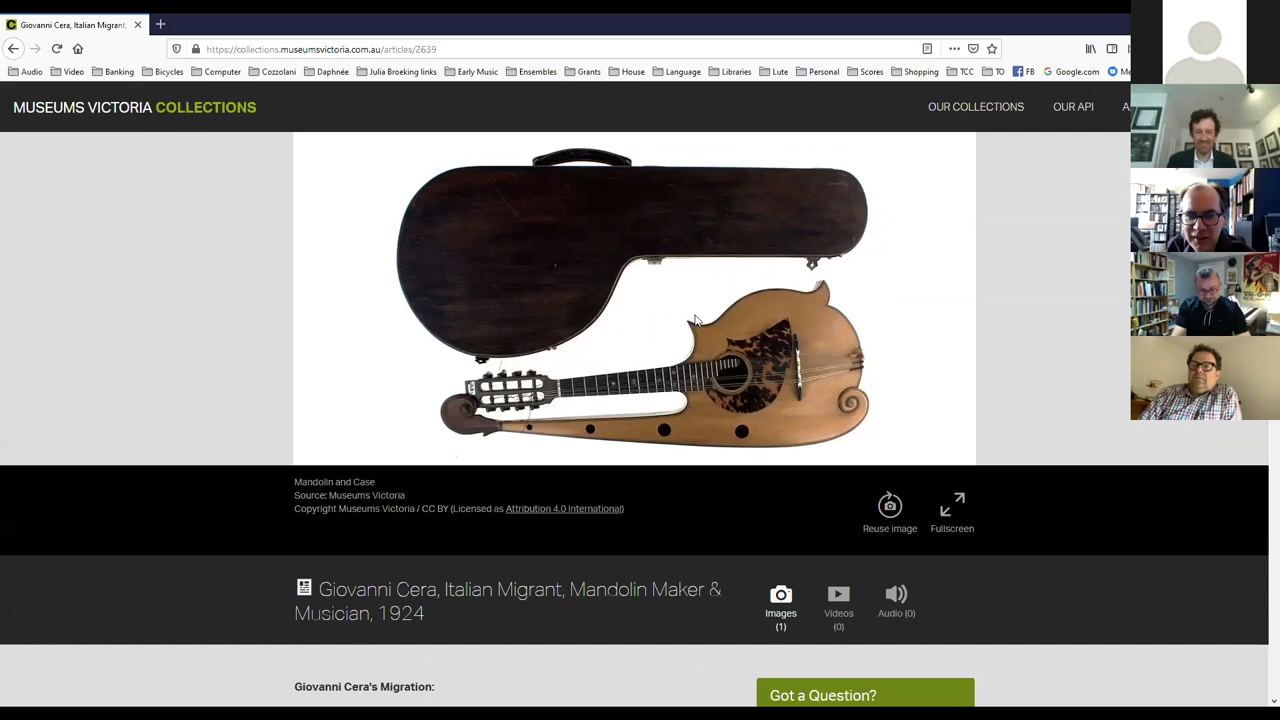 Giovanni Cera, Italian Migrant,
https://collections.museumsvictoria.com.au/articles/2639
Audio Video Banking Bicycles Computer Cozzolani Daphnée Julia Broeking links Early Music Ensembles Grants House Language Libraries Lute Personal Scores Shopping TCC TO FB Google.com Me
MUSEUMS VICTORIA COLLECTIONS
OUR COLLECTIONS OUR API A
Mandolin and Case
Source: Museums Victoria
Copyright Museums Victoria / CC BY (Licensed as Attribution 4.0 International)
Reuse image Fullscreen
Giovanni Cera, Italian Migrant, Mandolin Maker &
Musician, 1924
Images
(1)
Videos
(0)
Audio (0)
Giovanni Cera's Migration:
Got a Question?